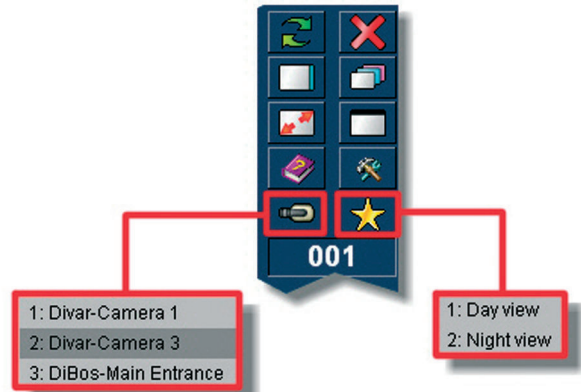 001
1: Divar-Camera 1
2: Divar-Camera 3
3: DiBos-Main Entrance
1: Day view
2: Night view